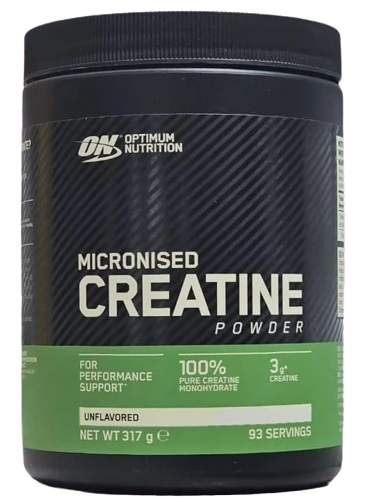 ON® OPTIMUM
NUTRITION
MICRONISED
CREATINE
POWDER
FOR
PERFORMANCE
SUPPORT*
100%
PURE CREATINE
MONOHYDRATE
3g*
CREATINE
UNFLAVORED
NET WT 317 g ℮
93 SERVINGS